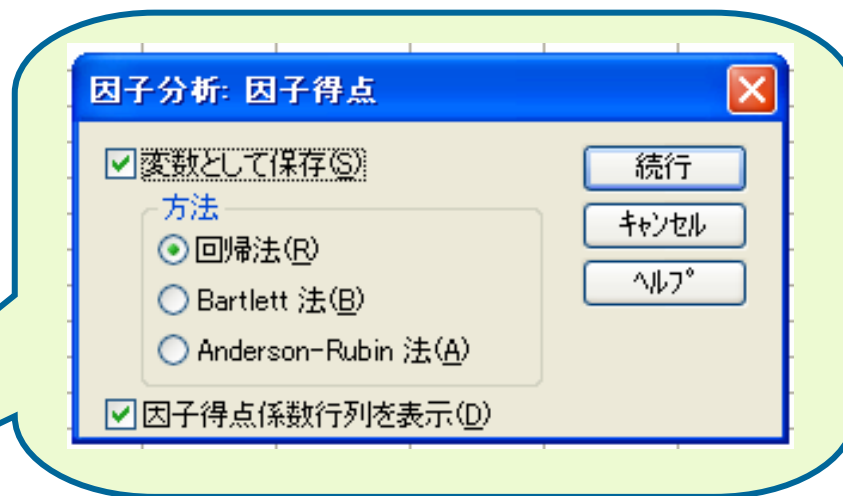 因子分析: 因子得点
変数として保存(S)
方法
回帰法(R)
Bartlett 法(B)
Anderson-Rubin 法(A)
因子得点係数行列を表示(D)
続行
ｷｬﾝｾﾙ
ﾍﾙﾌﾟ